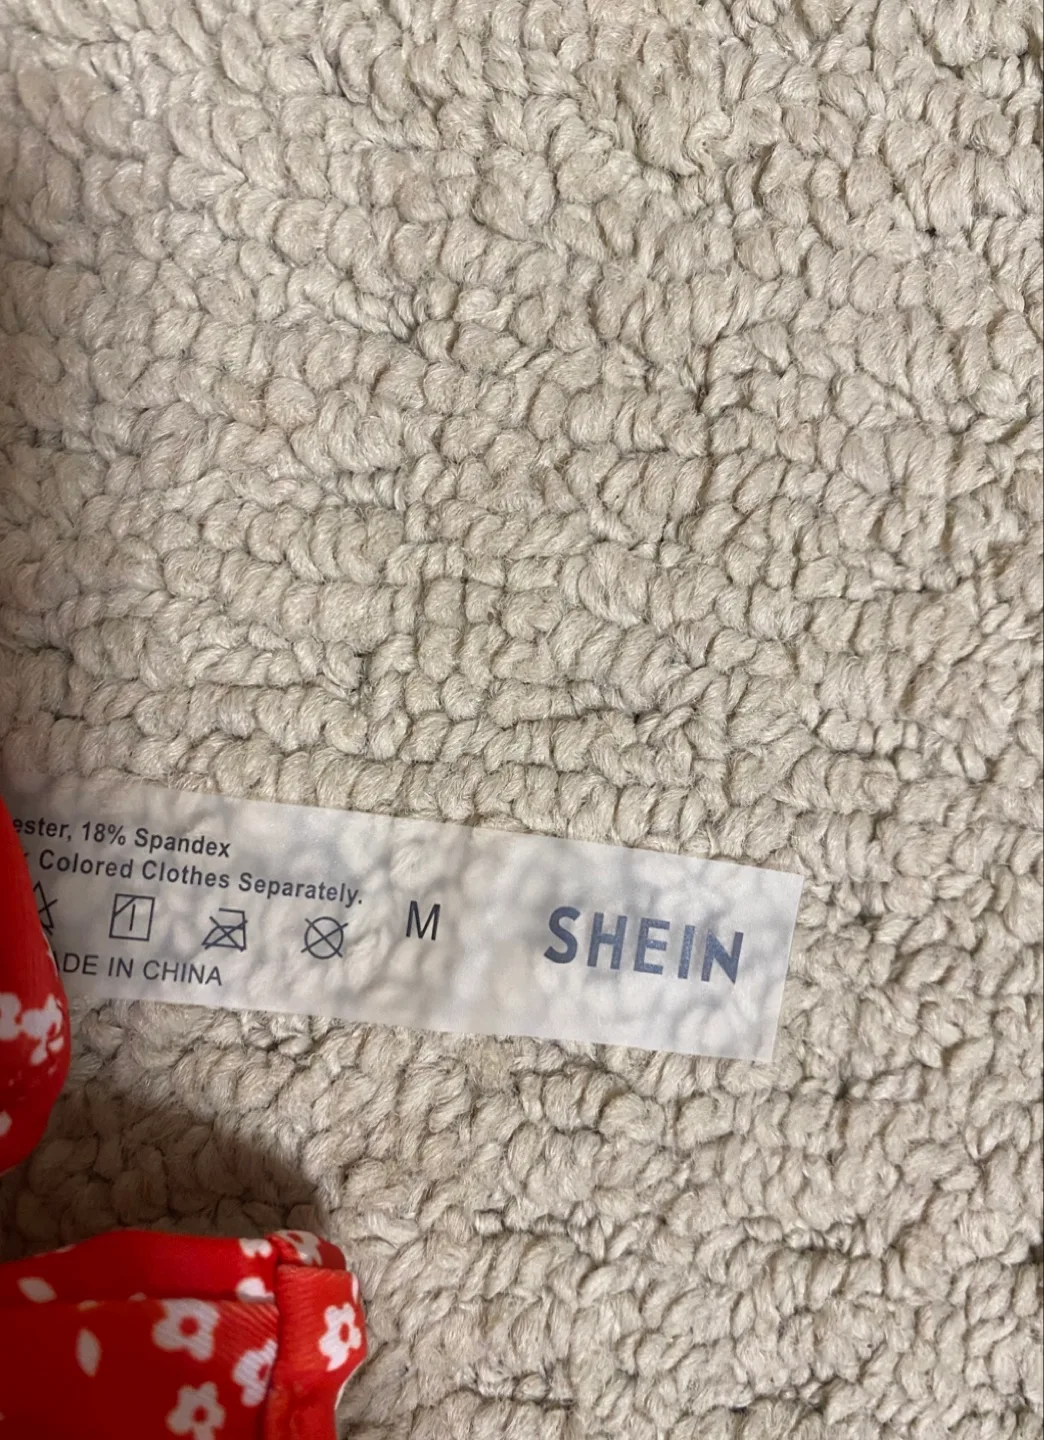 ester, 18% Spandex
Colored Clothes Separately.
M
SHEIN
ADE IN CHINA